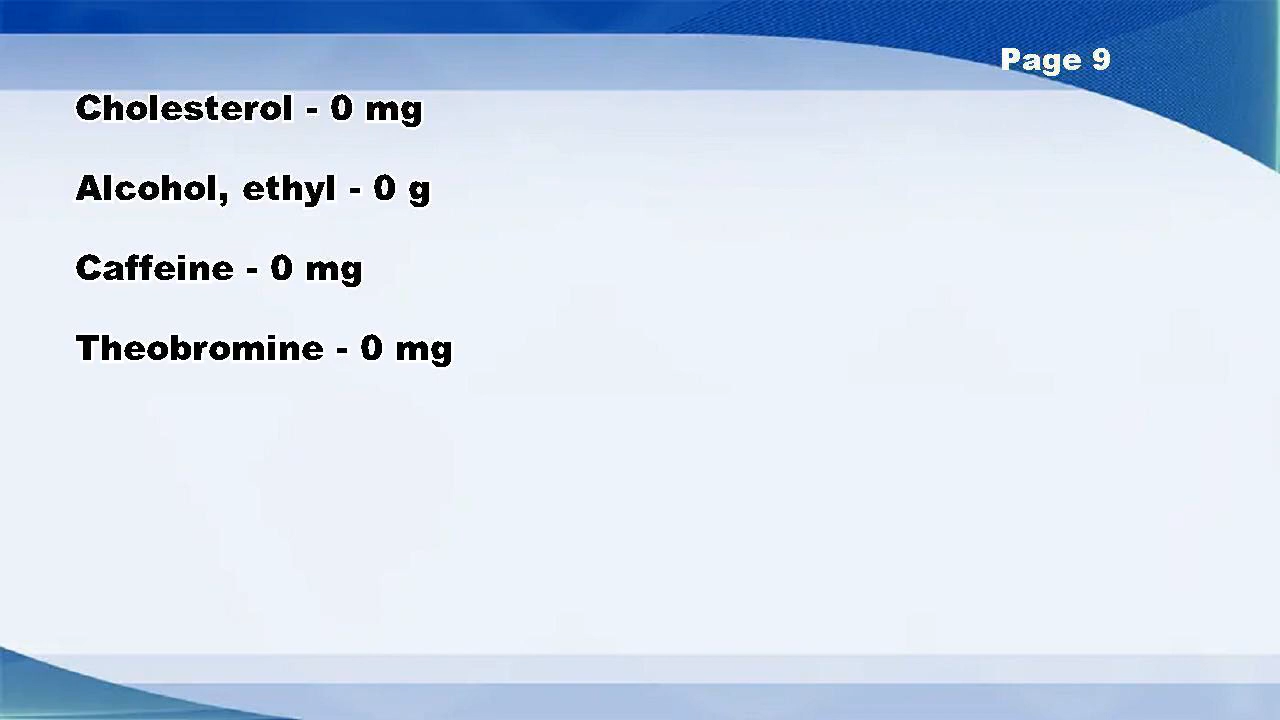 Page 9
Cholesterol - 0 mg
Alcohol, ethyl - 0 g
Caffeine - 0 mg
Theobromine - 0 mg